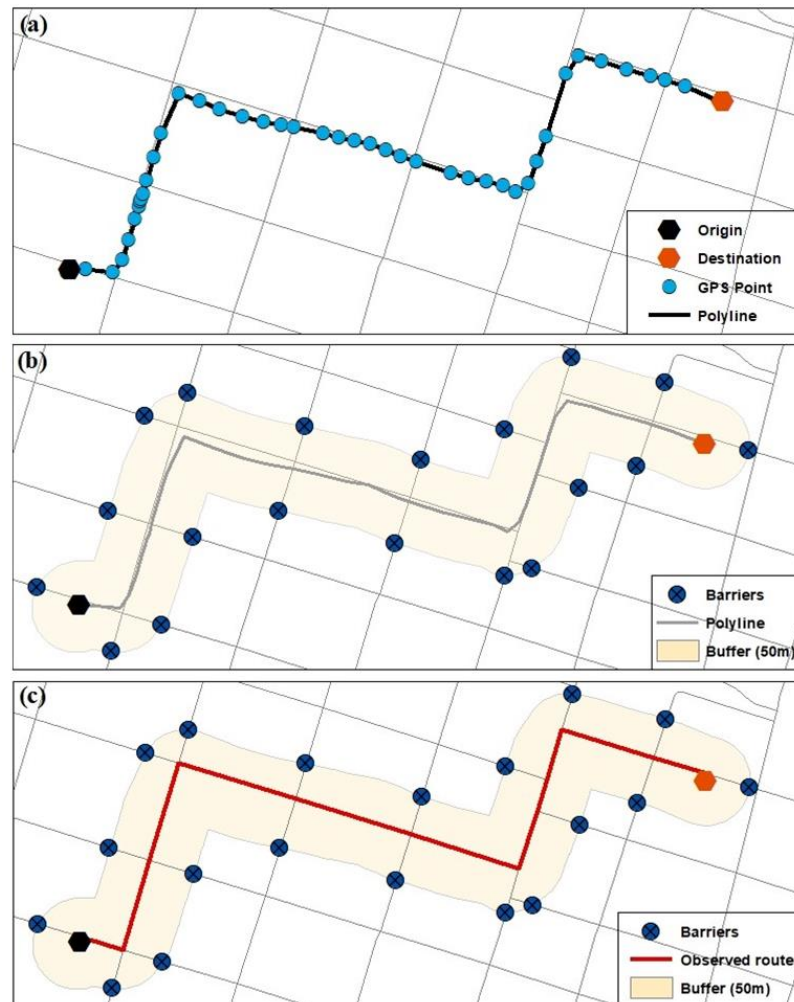 (a)
Origin
Destination
GPS Point
Polyline
(b)
Barriers
Polyline
Buffer (50m)
(c)
Barriers
Observed route
Buffer (50m)